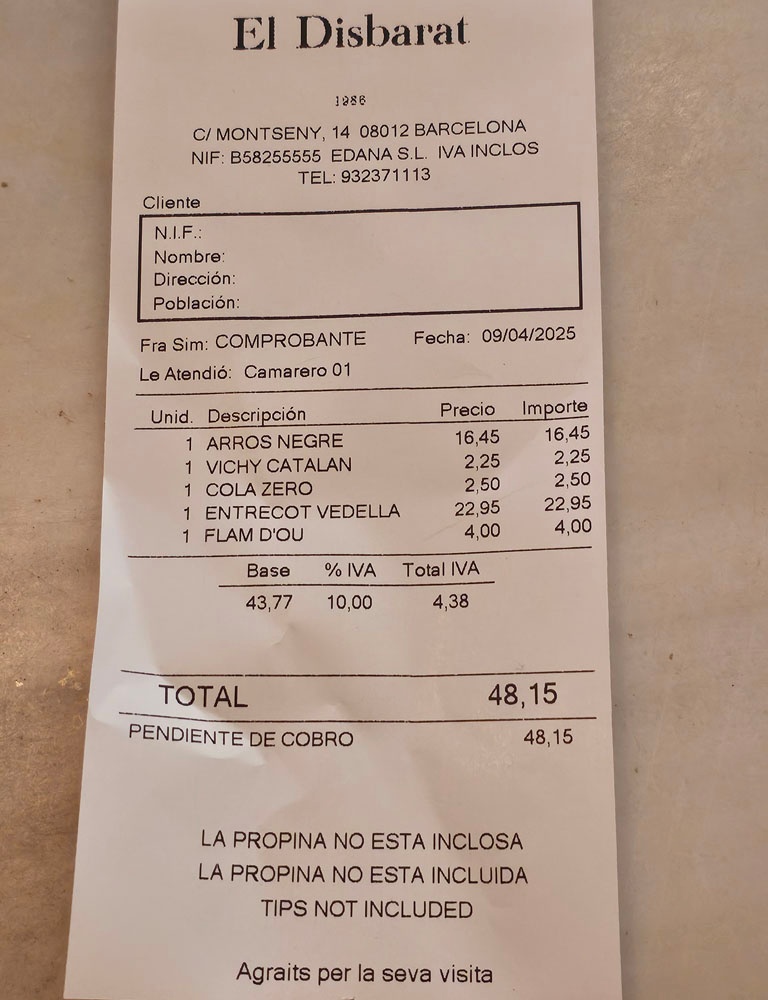 El Disbarat
1986
C/ MONTSENY, 14 08012 BARCELONA
NIF: B58255555 EDANA S.L. IVA INCLOS
TEL: 932371113
Cliente
N.I.F.:
Nombre:
Dirección:
Población:
Fra Sim: COMPROBANTE Fecha: 09/04/2025
Le Atendió: Camarero 01
Unid. Descripción Precio Importe
1 ARROS NEGRE 16,45 16,45
1 VICHY CATALAN 2,25 2,25
1 COLA ZERO 2,50 2,50
1 ENTRECOT VEDELLA 22,95 22,95
1 FLAM D'OU 4,00 4,00
Base % IVA Total IVA
43,77 10,00 4,38
TOTAL 48,15
PENDIENTE DE COBRO 48,15
LA PROPINA NO ESTA INCLOSA
LA PROPINA NO ESTA INCLUIDA
TIPS NOT INCLUDED
Agraits per la seva visita